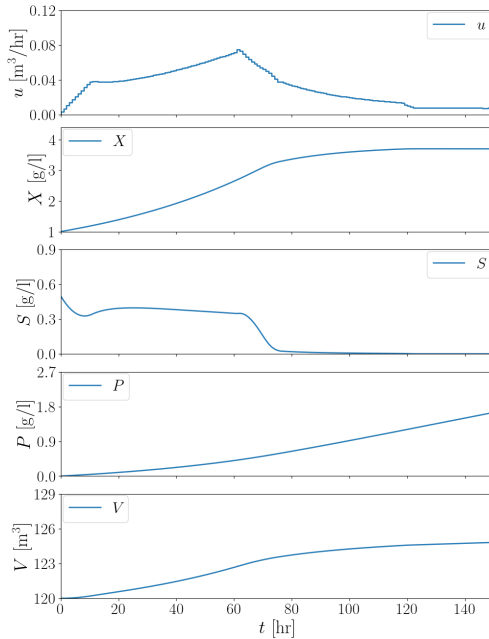 0.12
0.08
0.04
0.00
u [m³/hr]
u
4
3
2
1
X [g/l]
X
0.9
0.6
0.3
0.0
S [g/l]
S
2.7
1.8
0.9
0.0
P [g/l]
P
129
126
123
120
V [m³]
V
0 20 40 60 80 100 120 140
t [hr]